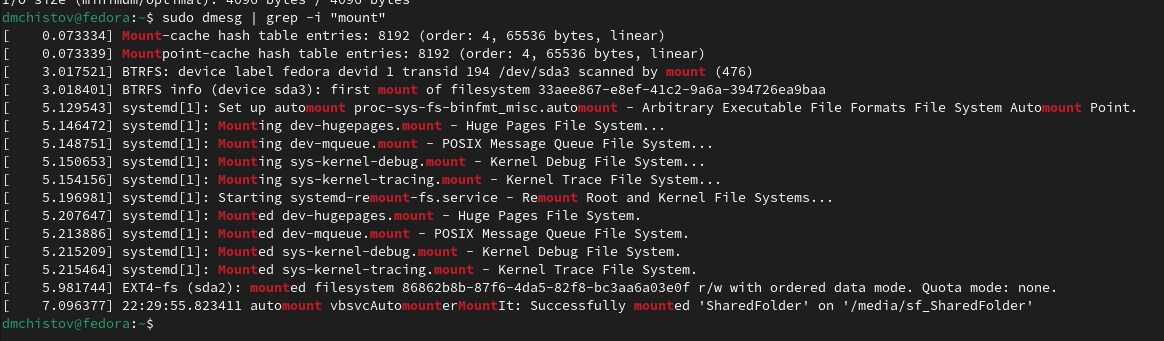 I/O size (minimum/optimal): 4096 bytes / 4096 bytes
dmchistov@fedora:~$ sudo dmesg | grep -i "mount"
[    0.073334] Mount-cache hash table entries: 8192 (order: 4, 65536 bytes, linear)
[    0.073339] Mountpoint-cache hash table entries: 8192 (order: 4, 65536 bytes, linear)
[    3.017521] BTRFS: device label fedora devid 1 transid 194 /dev/sda3 scanned by mount (476)
[    3.018401] BTRFS info (device sda3): first mount of filesystem 33aee867-e8ef-41c2-9a6a-394726ea9baa
[    5.129543] systemd[1]: Set up automount proc-sys-fs-binfmt_misc.automount - Arbitrary Executable File Formats File System Automount Point.
[    5.146472] systemd[1]: Mounting dev-hugepages.mount - Huge Pages File System...
[    5.148751] systemd[1]: Mounting dev-mqueue.mount - POSIX Message Queue File System...
[    5.150653] systemd[1]: Mounting sys-kernel-debug.mount - Kernel Debug File System...
[    5.154156] systemd[1]: Mounting sys-kernel-tracing.mount - Kernel Trace File System...
[    5.196981] systemd[1]: Starting systemd-remount-fs.service - Remount Root and Kernel File Systems...
[    5.207647] systemd[1]: Mounted dev-hugepages.mount - Huge Pages File System.
[    5.213886] systemd[1]: Mounted dev-mqueue.mount - POSIX Message Queue File System.
[    5.215209] systemd[1]: Mounted sys-kernel-debug.mount - Kernel Debug File System.
[    5.215464] systemd[1]: Mounted sys-kernel-tracing.mount - Kernel Trace File System.
[    5.981744] EXT4-fs (sda2): mounted filesystem 86862b8b-87f6-4da5-82f8-bc3aa6a03e0f r/w with ordered data mode. Quota mode: none.
[    7.096377] 22:29:55.823411 automount vbsvcAutomounterMountIt: Successfully mounted 'SharedFolder' on '/media/sf_SharedFolder'
dmchistov@fedora:~$